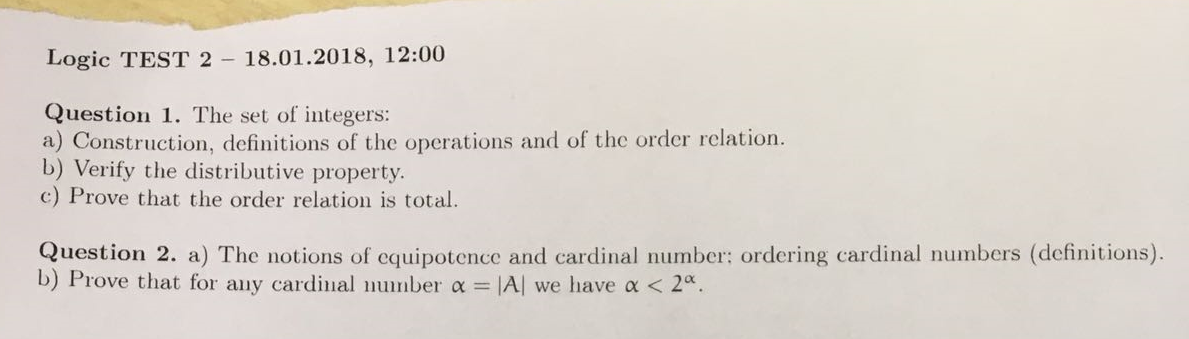 Logic TEST 2 – 18.01.2018, 12:00
Question 1. The set of integers:
a) Construction, definitions of the operations and of the order relation.
b) Verify the distributive property.
c) Prove that the order relation is total.
Question 2. a) The notions of equipotence and cardinal number; ordering cardinal numbers (definitions).
b) Prove that for any cardinal number α = |A| we have α < 2^α.